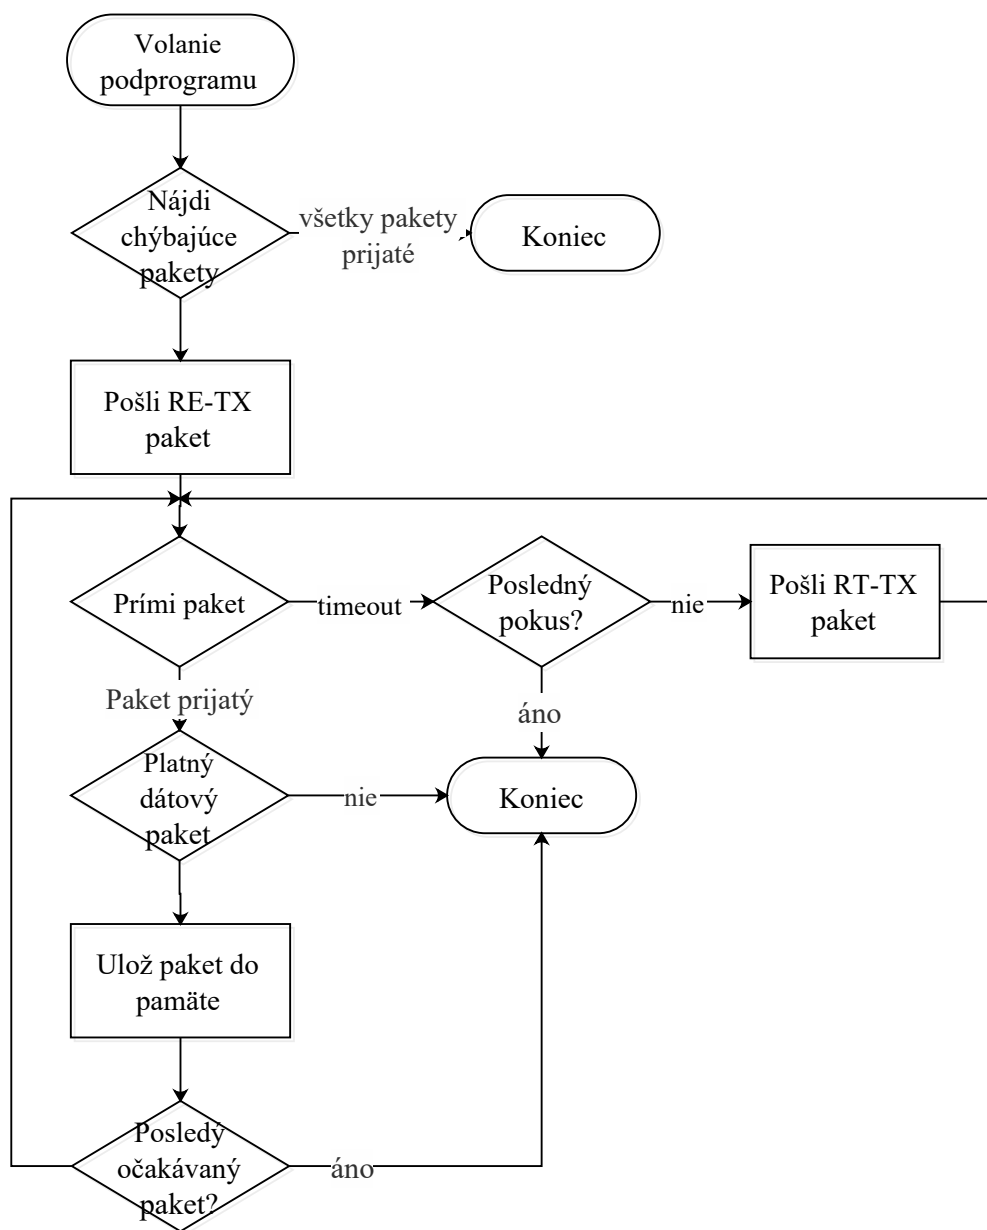 Volanie
podprogramu
Nájdi
chýbajúce
pakety
všetky pakety
prijaté
Koniec
Pošli RE-TX
paket
Prími paket
timeout
Posledný
pokus?
nie
Pošli RT-TX
paket
Paket prijatý
áno
Platný
dátový
paket
nie
Koniec
Ulož paket do
pamäte
Posledý
očakávaný
paket?
áno